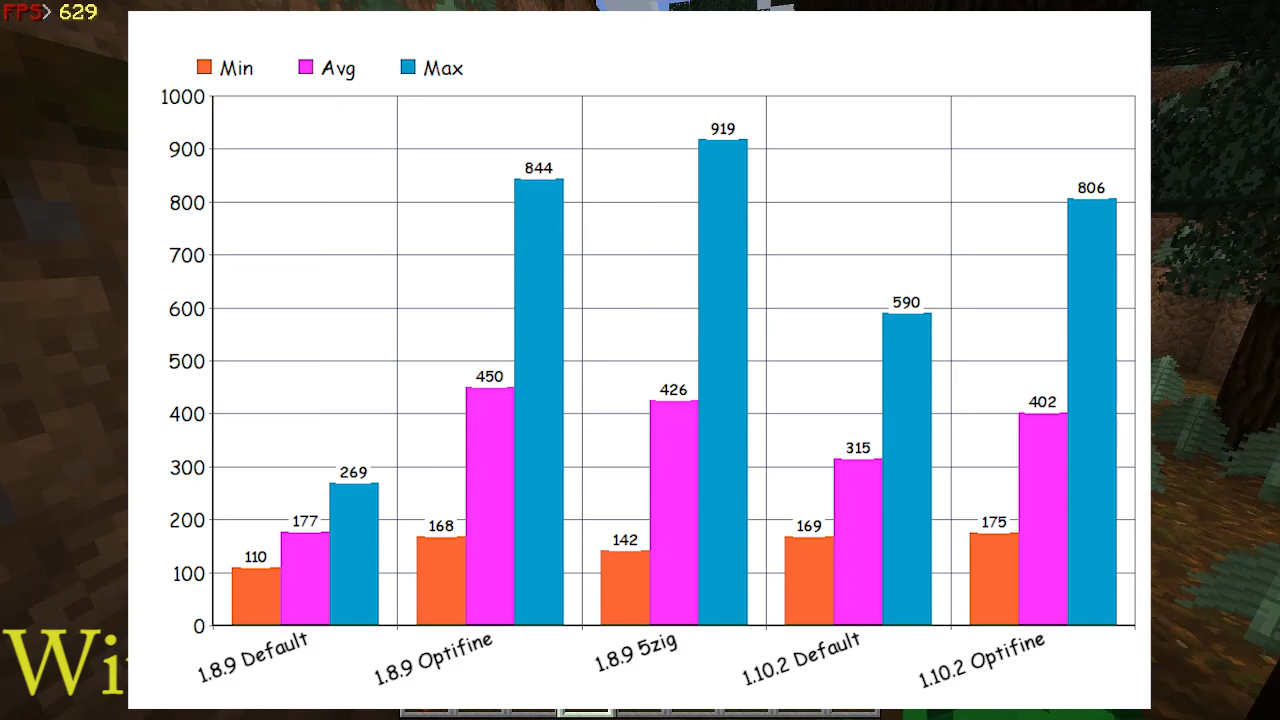 FPS> 629
Min Avg Max
1000
900
800
700
600
500
400
300
200
100
0
110 177 269
168 450 844
142 426 919
169 315 590
175 402 806
1.8.9 Default
1.8.9 Optifine
1.8.9 5zig
1.10.2 Default
1.10.2 Optifine